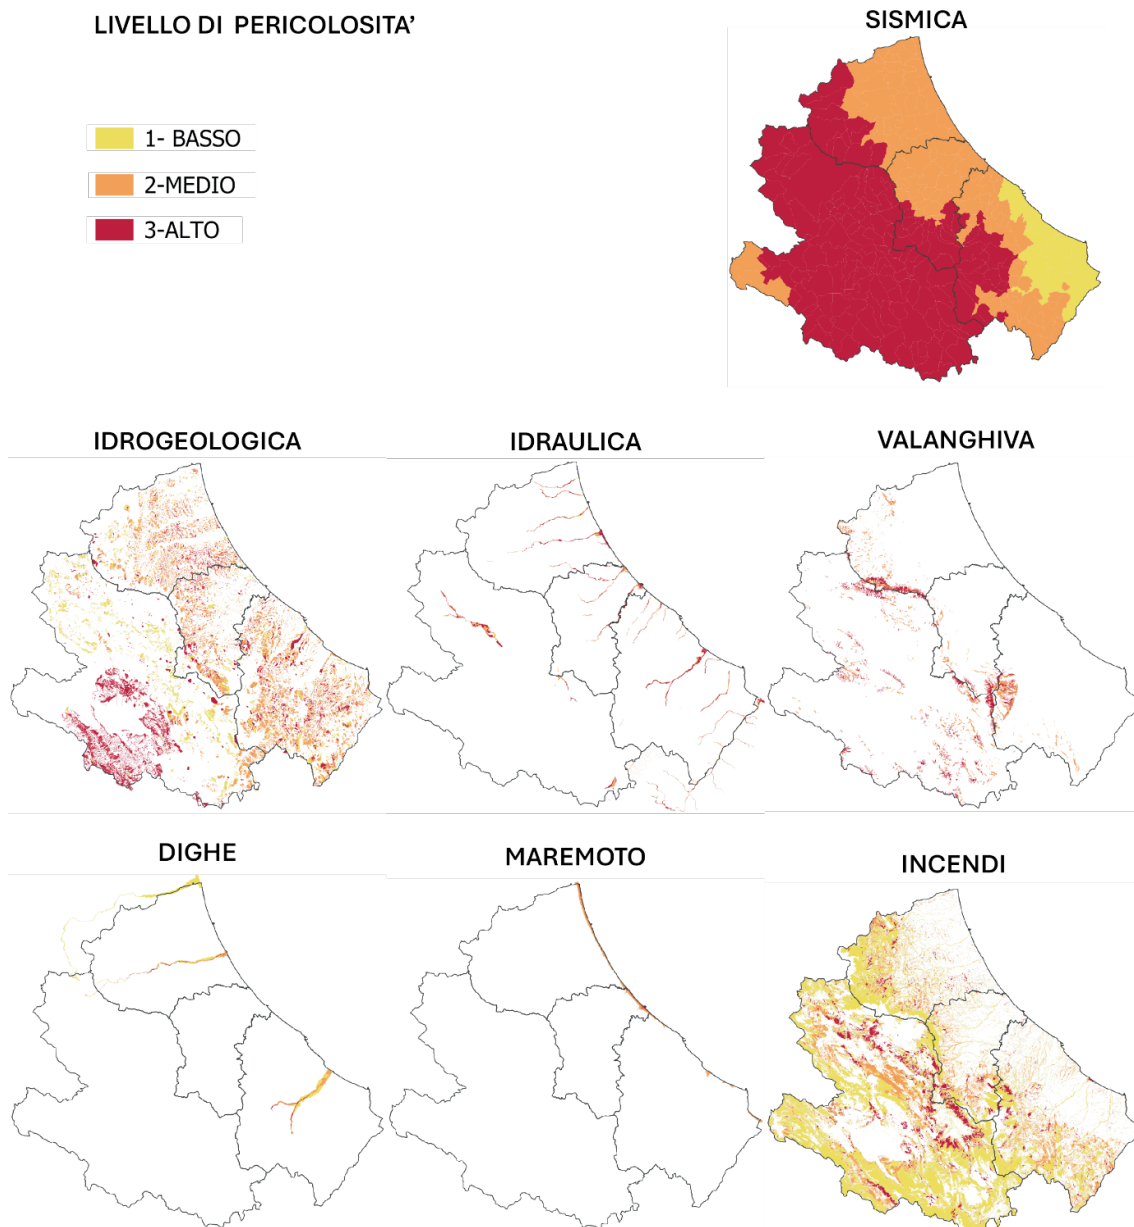 LIVELLO DI PERICOLOSITA’
SISMICA
1- BASSO
2-MEDIO
3-ALTO
IDROGEOLOGICA
IDRAULICA
VALANGHIVA
DIGHE
MAREMOTO
INCENDI